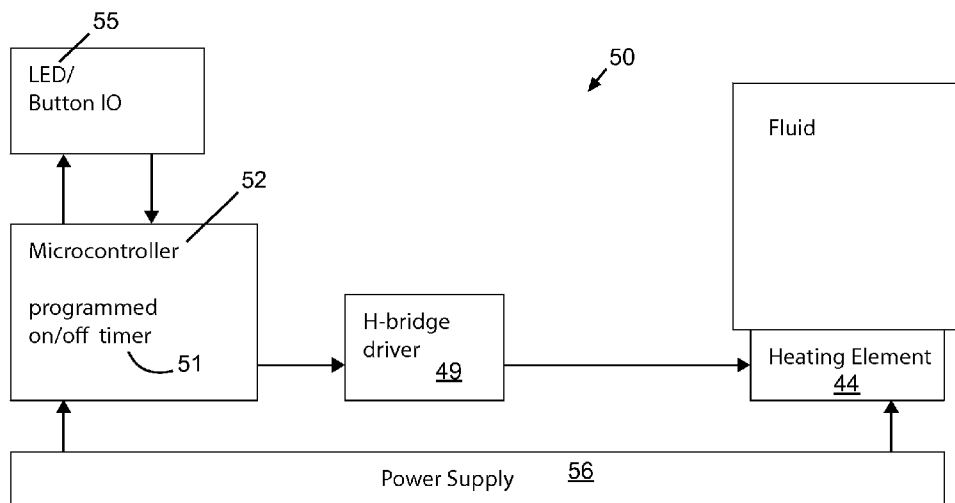 55
LED/
Button IO
50
Fluid
52
Microcontroller
programmed
on/off timer
51
H-bridge
driver
49
Heating Element
44
Power Supply 56